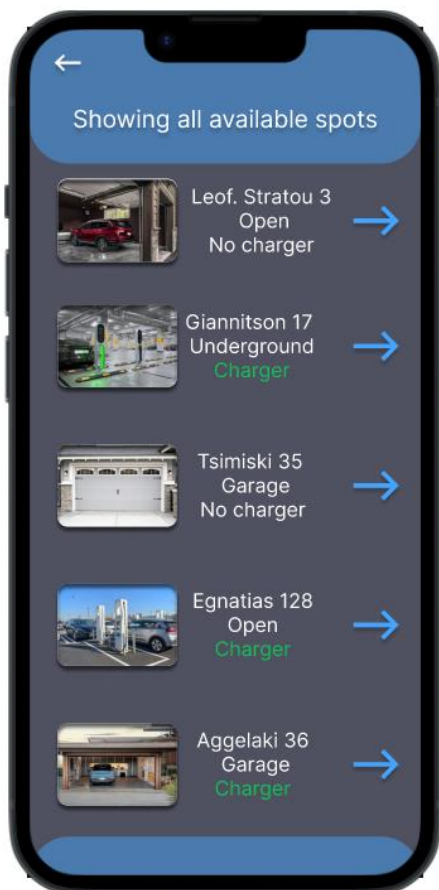 Showing all available spots
Leof. Stratou 3
Open
No charger
Giannitson 17
Underground
Charger
Tsimiski 35
Garage
No charger
Egnatias 128
Open
Charger
Aggelaki 36
Garage
Charger